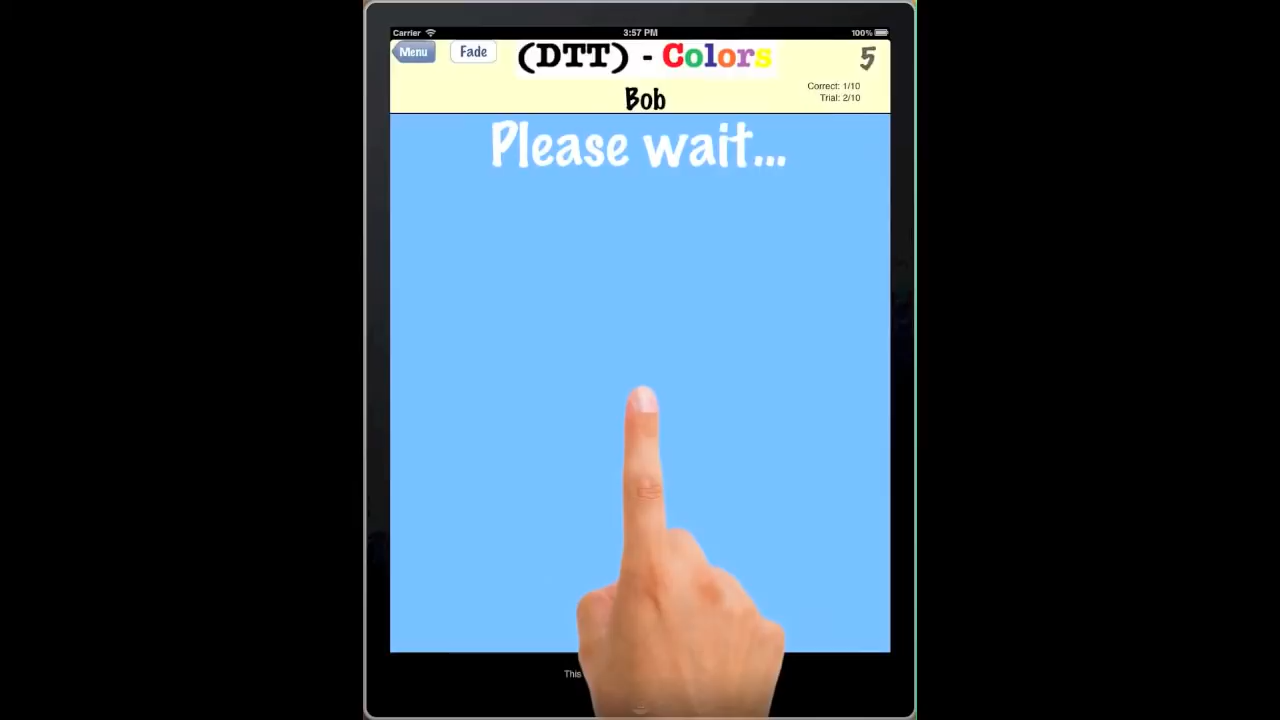 Carrier 3:57 PM 100%
Menu Fade (DTT) - Colors 5
Correct: 1/10
Trial: 2/10
Bob
Please wait...
This